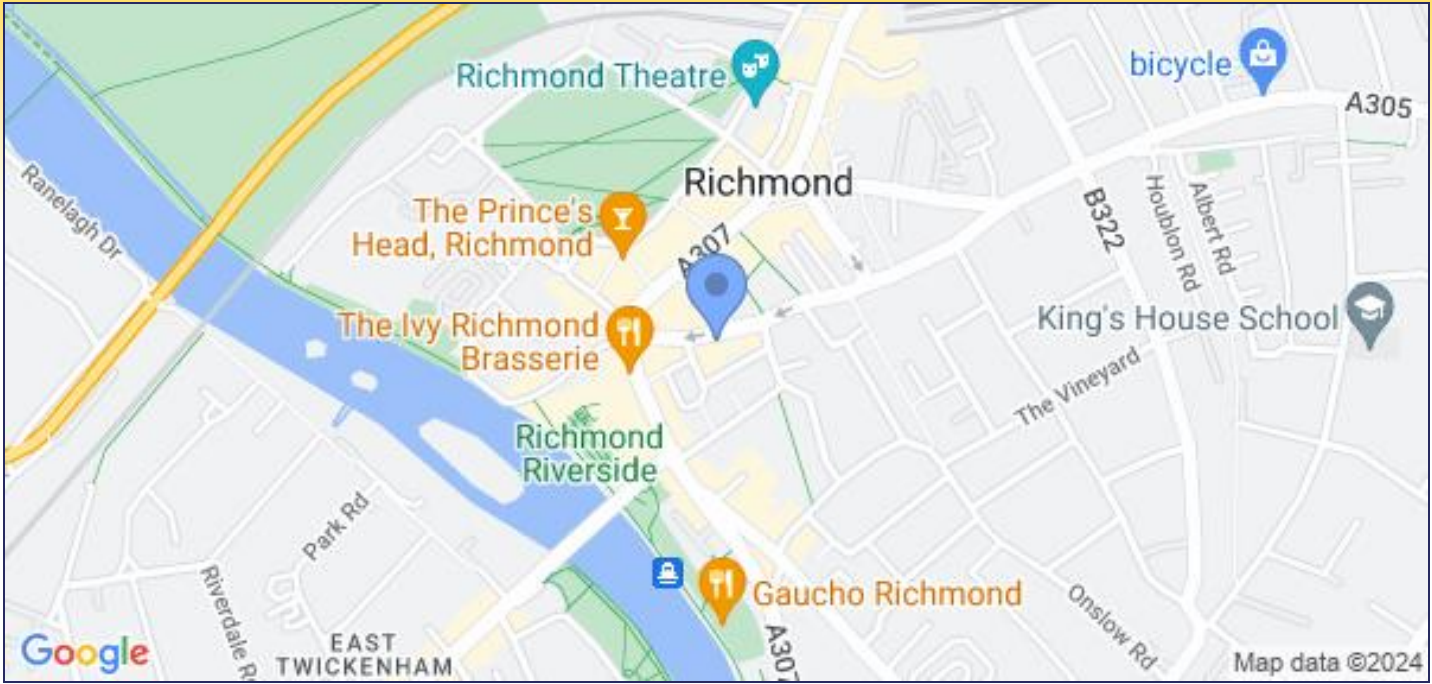 Richmond Theatre
bicycle
A305
Ranelagh Dr
Richmond
The Prince's
Head, Richmond
A307
B322
Houblon Rd
Albert Rd
The Ivy Richmond
Brasserie
King's House School
The Vineyard
Richmond
Riverside
Park Rd
Riverdale R
Gaucho Richmond
Onslow Rd
A307
EAST
TWICKENHAM
Google
Map data ©2024